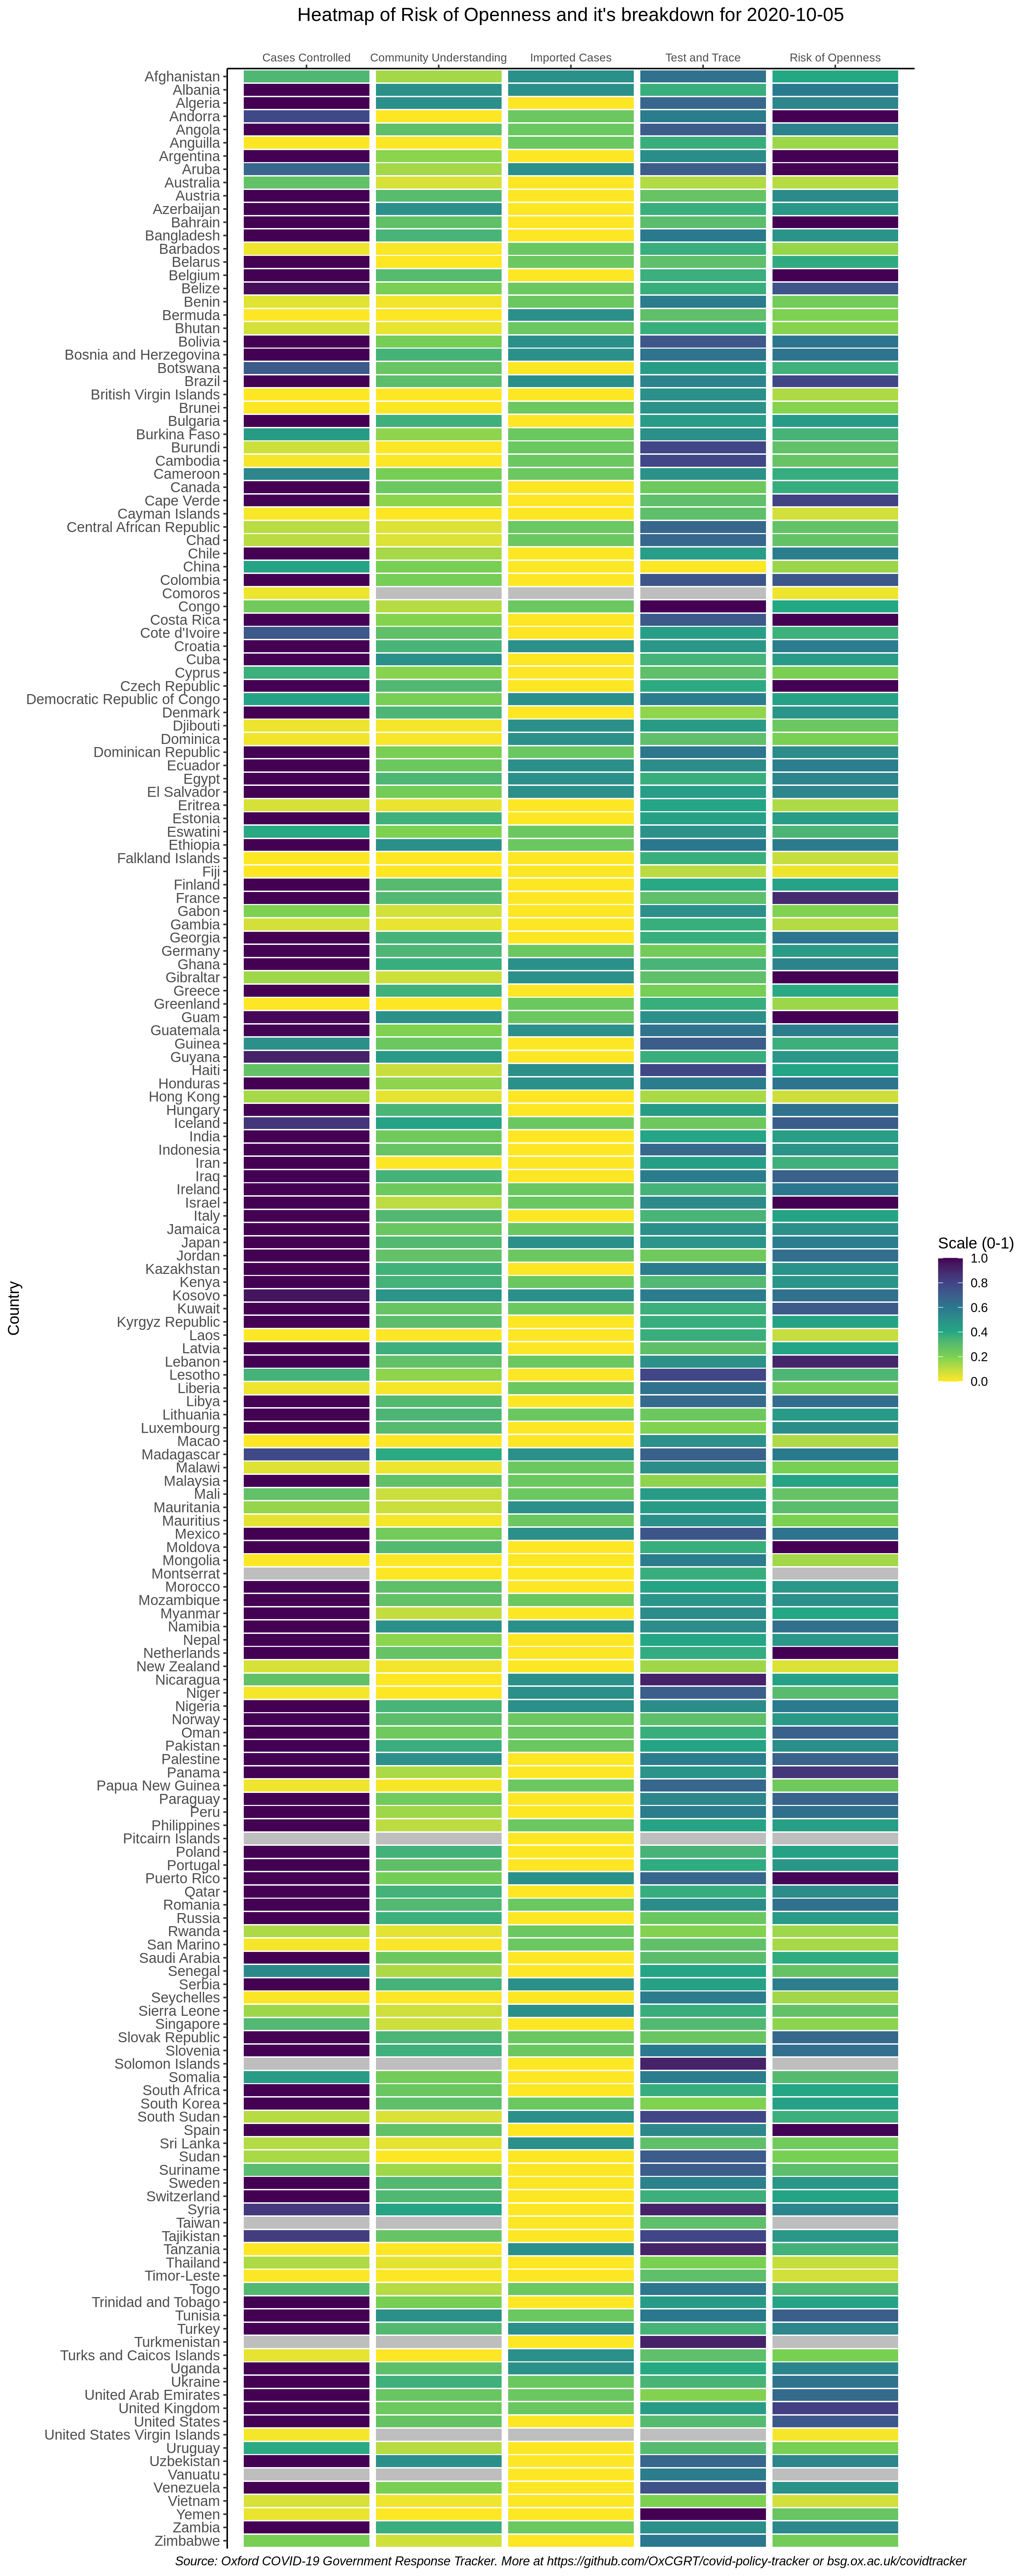 Heatmap of Risk of Openness and it's breakdown for 2020-10-05
Cases Controlled
Community Understanding
Imported Cases
Test and Trace
Risk of Openness
Afghanistan
Albania
Algeria
Andorra
Angola
Anguilla
Argentina
Aruba
Australia
Austria
Azerbaijan
Bahrain
Bangladesh
Barbados
Belarus
Belgium
Belize
Benin
Bermuda
Bhutan
Bolivia
Bosnia and Herzegovina
Botswana
Brazil
British Virgin Islands
Brunei
Bulgaria
Burkina Faso
Burundi
Cambodia
Cameroon
Canada
Cape Verde
Cayman Islands
Central African Republic
Chad
Chile
China
Colombia
Comoros
Congo
Costa Rica
Cote d'Ivoire
Croatia
Cuba
Cyprus
Czech Republic
Democratic Republic of Congo
Denmark
Djibouti
Dominica
Dominican Republic
Ecuador
Egypt
El Salvador
Eritrea
Estonia
Eswatini
Ethiopia
Falkland Islands
Fiji
Finland
France
Gabon
Gambia
Georgia
Germany
Ghana
Gibraltar
Greece
Greenland
Guam
Guatemala
Guinea
Guyana
Haiti
Honduras
Hong Kong
Hungary
Iceland
India
Indonesia
Iran
Iraq
Ireland
Israel
Italy
Jamaica
Japan
Jordan
Kazakhstan
Kenya
Kosovo
Kuwait
Kyrgyz Republic
Laos
Latvia
Lebanon
Lesotho
Liberia
Libya
Lithuania
Luxembourg
Macao
Madagascar
Malawi
Malaysia
Mali
Mauritania
Mauritius
Mexico
Moldova
Mongolia
Montserrat
Morocco
Mozambique
Myanmar
Namibia
Nepal
Netherlands
New Zealand
Nicaragua
Niger
Nigeria
Norway
Oman
Pakistan
Palestine
Panama
Papua New Guinea
Paraguay
Peru
Philippines
Pitcairn Islands
Poland
Portugal
Puerto Rico
Qatar
Romania
Russia
Rwanda
San Marino
Saudi Arabia
Senegal
Serbia
Seychelles
Sierra Leone
Singapore
Slovak Republic
Slovenia
Solomon Islands
Somalia
South Africa
South Korea
South Sudan
Spain
Sri Lanka
Sudan
Suriname
Sweden
Switzerland
Syria
Taiwan
Tajikistan
Tanzania
Thailand
Timor-Leste
Togo
Trinidad and Tobago
Tunisia
Turkey
Turkmenistan
Turks and Caicos Islands
Uganda
Ukraine
United Arab Emirates
United Kingdom
United States
United States Virgin Islands
Uruguay
Uzbekistan
Vanuatu
Venezuela
Vietnam
Yemen
Zambia
Zimbabwe
Country
Scale (0-1)
1.0
0.8
0.6
0.4
0.2
0.0
Source: Oxford COVID-19 Government Response Tracker. More at https://github.com/OxCGRT/covid-policy-tracker or bsg.ox.ac.uk/covidtracker